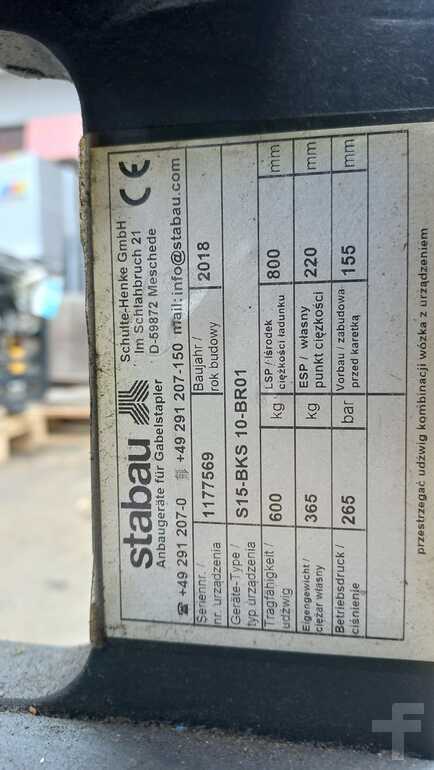 stabau
Anbaugeräte für Gabelstapler
Schulte-Henke GmbH
Im Schlahbruch 21
D-59872 Meschede
CE
☎ +49 291 207-0 +49 291 207-150 mail: info@stabau.com
Seriennr. /
nr. urządzenia
1177569
Baujahr /
rok budowy
2018
Geräte-Type /
typ urządzenia
S15-BKS 10-BR01
Tragfähigkeit /
udźwig
600 kg
LSP / środek
ciężkości ładunku
800 mm
Eigengewicht /
ciężar własny
365 kg
ESP / własny
punkt ciężkości
220 mm
Betriebsdruck /
ciśnienie
265 bar
Vorbau / zabudowa
przed karetką
155 mm
przestrzegać udźwig kombinacji wózka z urządzeniem
f